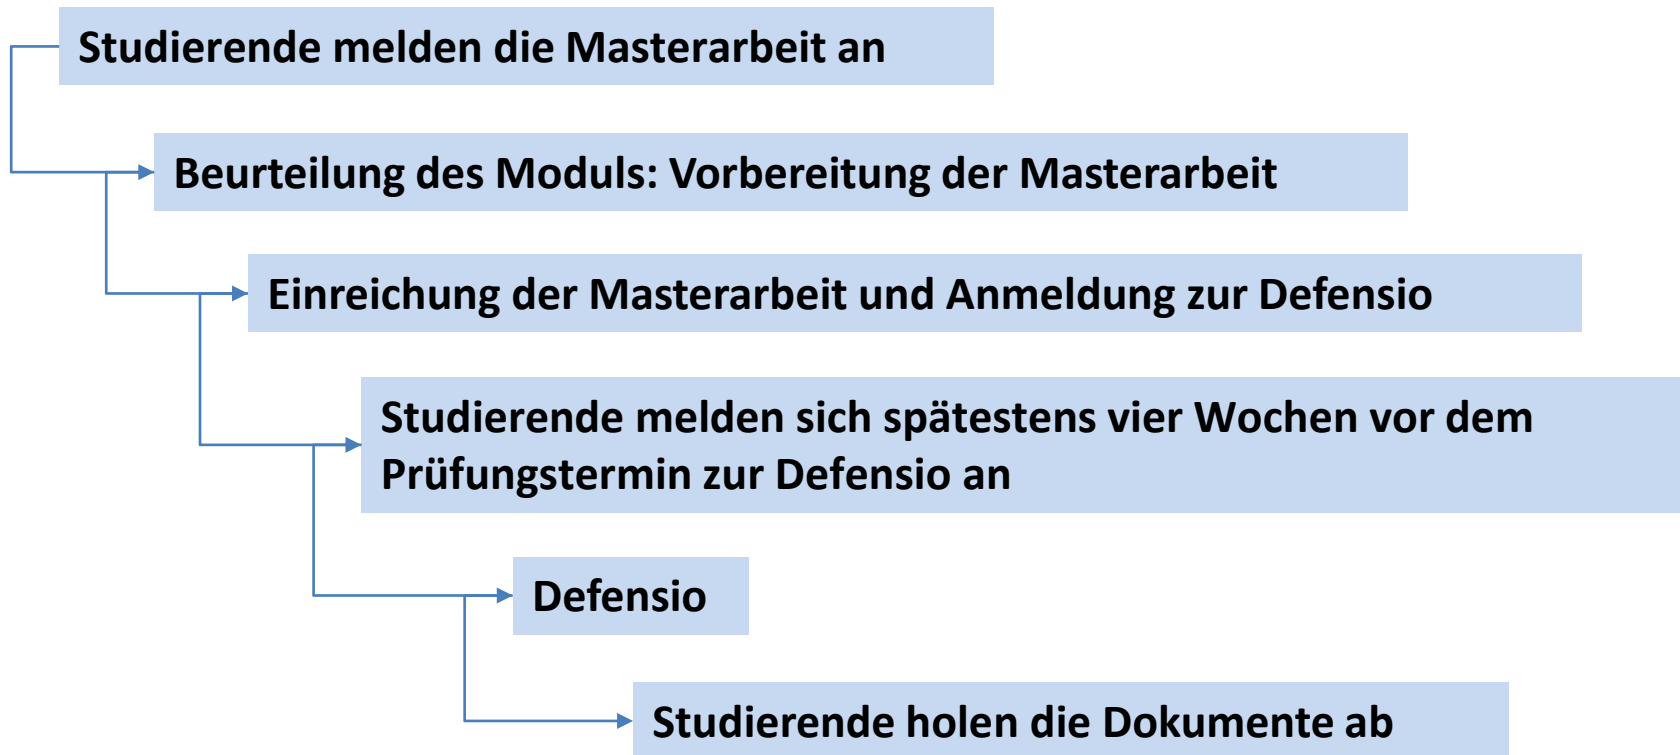 Studierende melden die Masterarbeit an
Beurteilung des Moduls: Vorbereitung der Masterarbeit
Einreichung der Masterarbeit und Anmeldung zur Defensio
Studierende melden sich spätestens vier Wochen vor dem
Prüfungstermin zur Defensio an
Defensio
Studierende holen die Dokumente ab